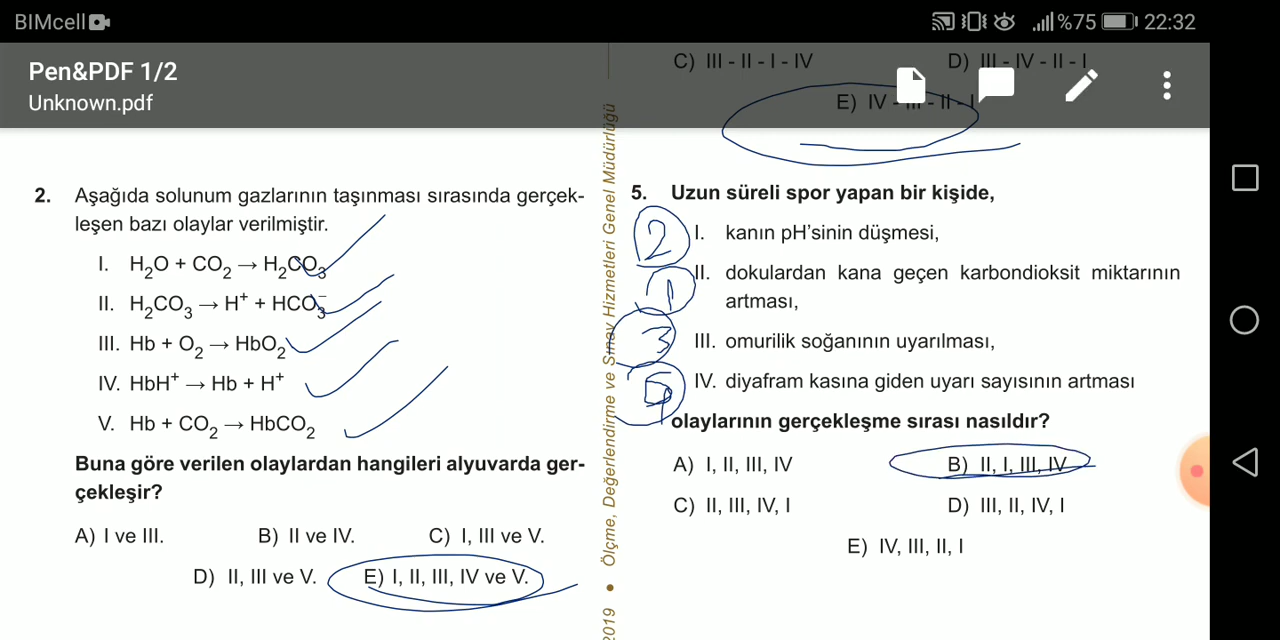 BIMcell
%75 22:32
Pen&PDF 1/2
Unknown.pdf
C) III - II - I - IV
D) III - IV - II - I
E) IV - III - II - I
2. Aşağıda solunum gazlarının taşınması sırasında gerçek-
leşen bazı olaylar verilmiştir.
I. H₂O + CO₂ → H₂CO₃
II. H₂CO₃ → H⁺ + HCO₃⁻
III. Hb + O₂ → HbO₂
IV. HbH⁺ → Hb + H⁺
V. Hb + CO₂ → HbCO₂
Buna göre verilen olaylardan hangileri alyuvarda ger-
çekleşir?
A) I ve III.
B) II ve IV.
C) I, III ve V.
D) II, III ve V.
E) I, II, III, IV ve V.
2019 • Ölçme, Değerlendirme ve Sınav Hizmetleri Genel Müdürlüğü
5. Uzun süreli spor yapan bir kişide,
2 I. kanın pH'sinin düşmesi,
1 II. dokulardan kana geçen karbondioksit miktarının
artması,
3 III. omurilik soğanının uyarılması,
4 IV. diyafram kasına giden uyarı sayısının artması
olaylarının gerçekleşme sırası nasıldır?
A) I, II, III, IV
B) II, I, III, IV
C) II, III, IV, I
D) III, II, IV, I
E) IV, III, II, I